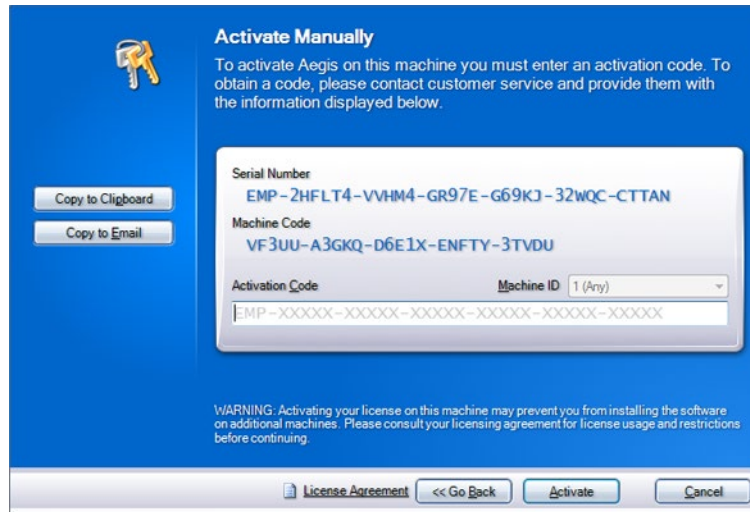 Activate Manually
To activate Aegis on this machine you must enter an activation code. To
obtain a code, please contact customer service and provide them with
the information displayed below.
Serial Number
EMP-2HFLT4-VVHM4-GR97E-G69KJ-32WQC-CTTAN
Copy to Clipboard
Machine Code
Copy to Email
VF3UU-A3GKQ-D6E1X-ENFTY-3TVDU
Activation Code Machine ID 1 (Any)
EMP-XXXXX-XXXXX-XXXXX-XXXXX-XXXXX-XXXXX
WARNING: Activating your license on this machine may prevent you from installing the software
on additional machines. Please consult your licensing agreement for license usage and restrictions
before continuing.
License Agreement << Go Back Activate Cancel